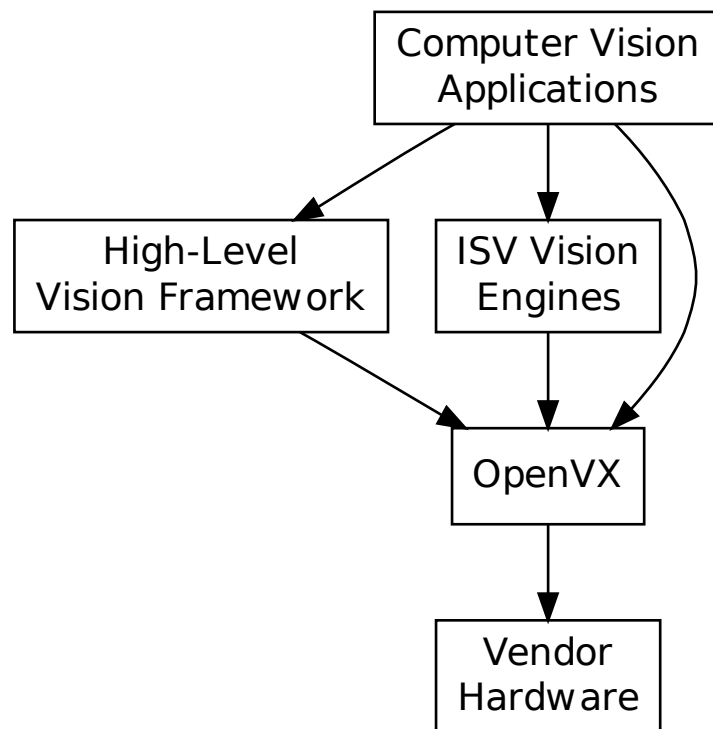 Computer Vision
Applications
High-Level
Vision Framework
ISV Vision
Engines
OpenVX
Vendor
Hardware